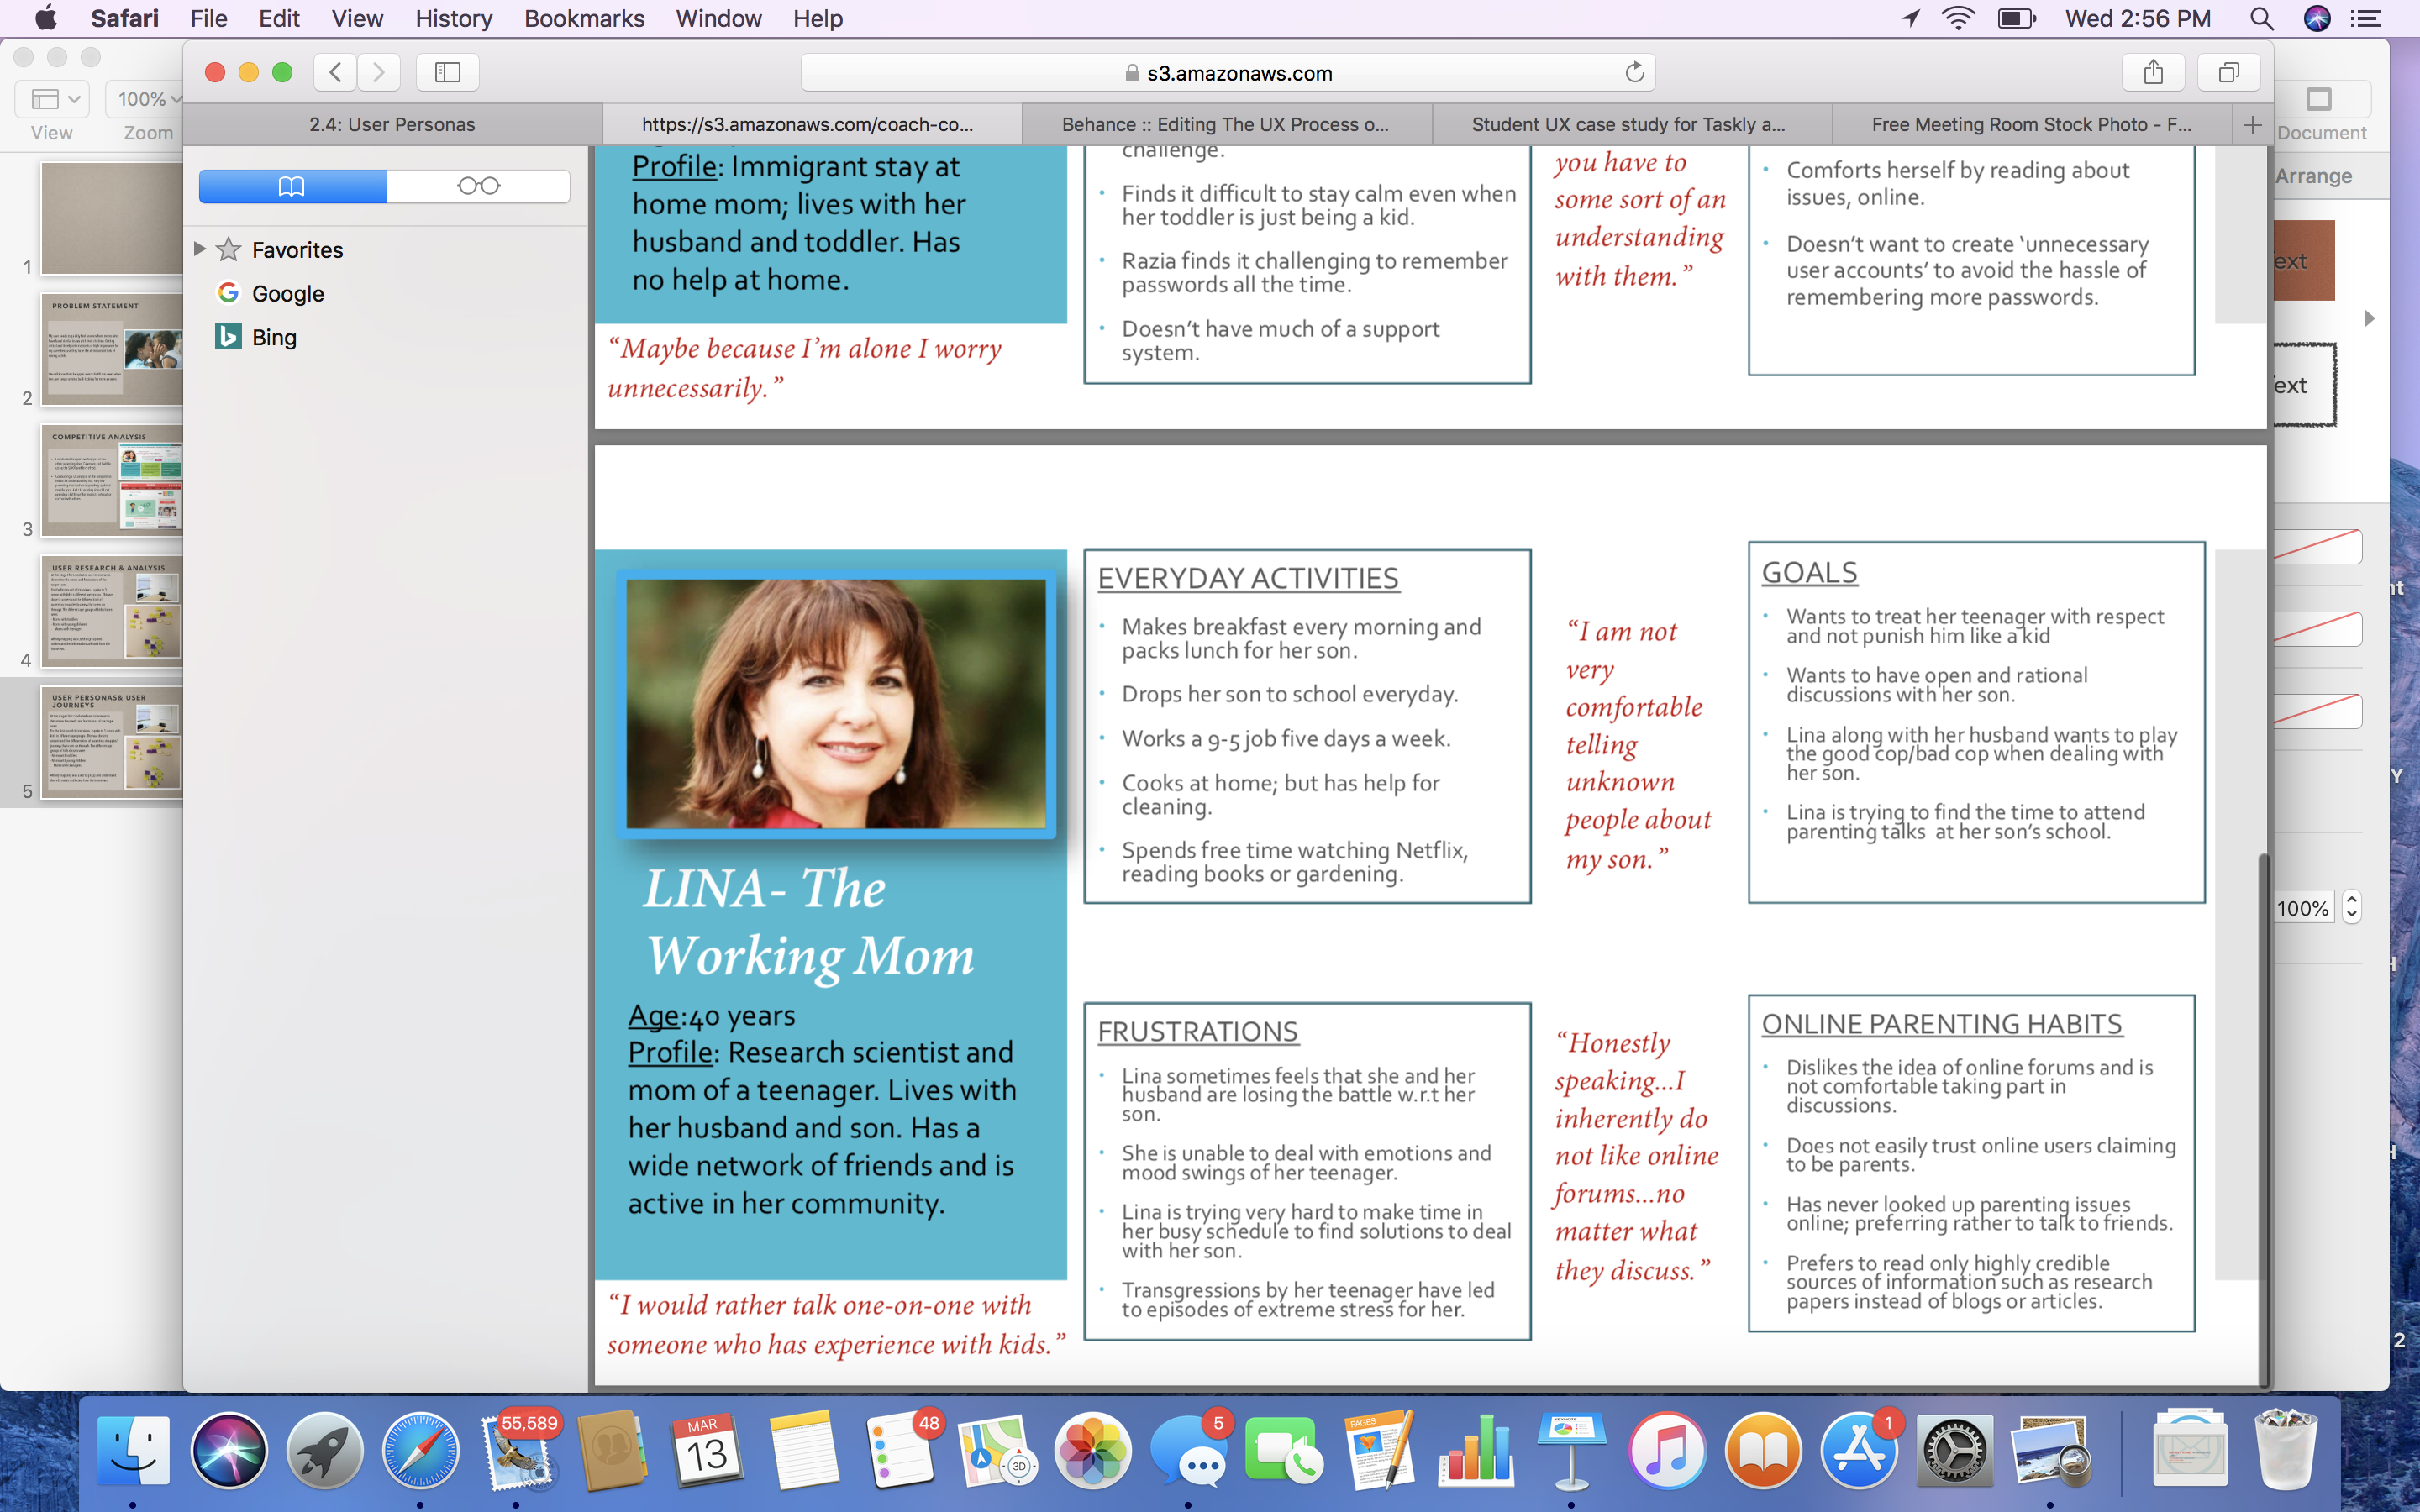 Safari File Edit View History Bookmarks Window Help
Wed 2:56 PM
s3.amazonaws.com
100%
View
Zoom
Document
2.4: User Personas
https://s3.amazonaws.com/coach-co...
Behance :: Editing The UX Process o...
Student UX case study for Taskly a...
Free Meeting Room Stock Photo - F...
Arrange
Favorites
Google
Bing
1
PROBLEM STATEMENT
2
COMPETITIVE ANALYSIS
3
USER RESEARCH & ANALYSIS
4
USER PERSONAS& USER
JOURNEYS
5
Profile: Immigrant stay at
home mom; lives with her
husband and toddler. Has
no help at home.
“Maybe because I’m alone I worry
unnecessarily.”
challenge.
• Finds it difficult to stay calm even when
her toddler is just being a kid.
• Razia finds it challenging to remember
passwords all the time.
• Doesn’t have much of a support
system.
you have to
some sort of an
understanding
with them.”
• Comforts herself by reading about
issues, online.
• Doesn’t want to create ‘unnecessary
user accounts’ to avoid the hassle of
remembering more passwords.
LINA- The
Working Mom
Age:40 years
Profile: Research scientist and
mom of a teenager. Lives with
her husband and son. Has a
wide network of friends and is
active in her community.
“I would rather talk one-on-one with
someone who has experience with kids.”
EVERYDAY ACTIVITIES
• Makes breakfast every morning and
packs lunch for her son.
• Drops her son to school everyday.
• Works a 9-5 job five days a week.
• Cooks at home; but has help for
cleaning.
• Spends free time watching Netflix,
reading books or gardening.
“I am not
very
comfortable
telling
unknown
people about
my son.”
GOALS
• Wants to treat her teenager with respect
and not punish him like a kid
• Wants to have open and rational
discussions with her son.
• Lina along with her husband wants to play
the good cop/bad cop when dealing with
her son.
• Lina is trying to find the time to attend
parenting talks at her son’s school.
FRUSTRATIONS
• Lina sometimes feels that she and her
husband are losing the battle w.r.t her
son.
• She is unable to deal with emotions and
mood swings of her teenager.
• Lina is trying very hard to make time in
her busy schedule to find solutions to deal
with her son.
• Transgressions by her teenager have led
to episodes of extreme stress for her.
“Honestly
speaking...I
inherently do
not like online
forums...no
matter what
they discuss.”
ONLINE PARENTING HABITS
• Dislikes the idea of online forums and is
not comfortable taking part in
discussions.
• Does not easily trust online users claiming
to be parents.
• Has never looked up parenting issues
online; preferring rather to talk to friends.
• Prefers to read only highly credible
sources of information such as research
papers instead of blogs or articles.
ext
ext
nt
Y
100%
H
H
2
55,589
MAR
13
48
3D
5
PAGES
1